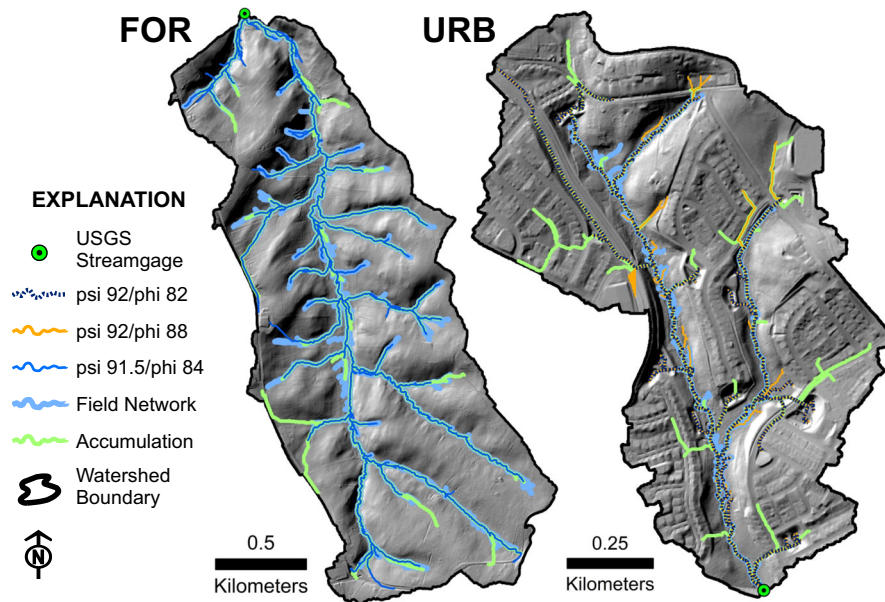 FOR
URB
EXPLANATION
USGS
Streamgage
psi 92/phi 82
psi 92/phi 88
psi 91.5/phi 84
Field Network
Accumulation
Watershed
Boundary
N
0.5
Kilometers
0.25
Kilometers